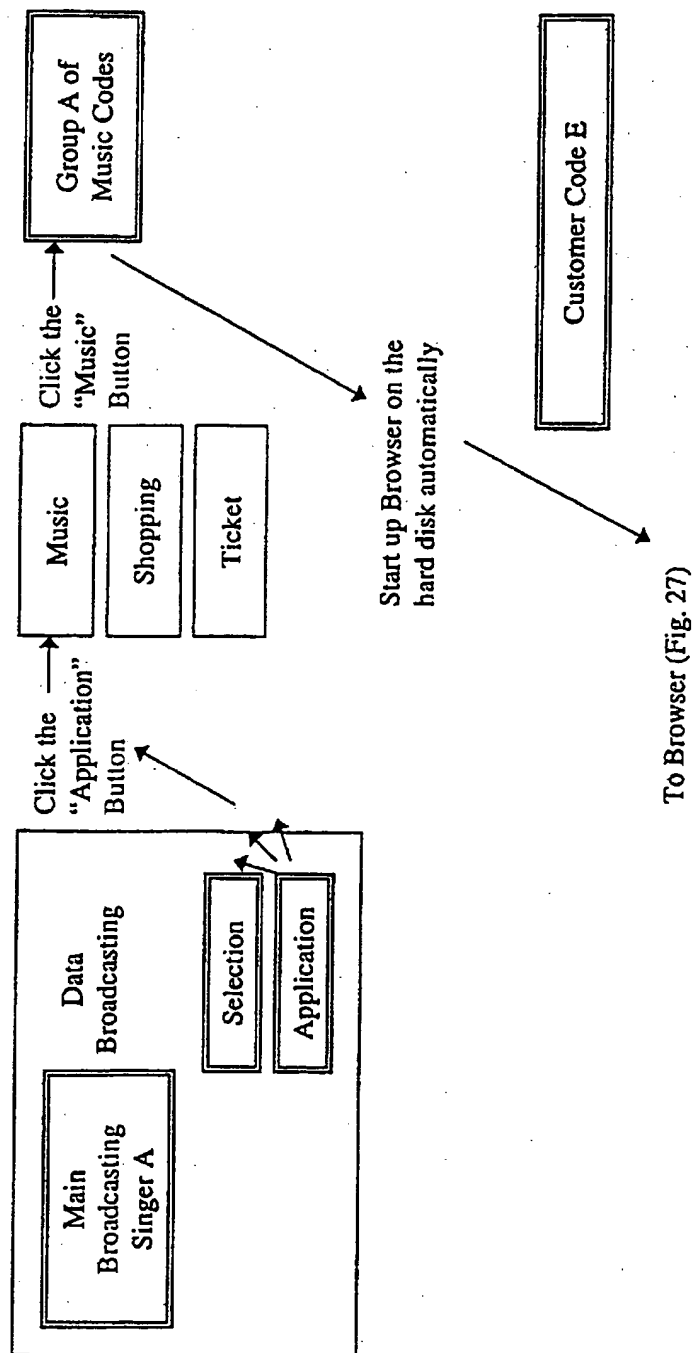 Main
Broadcasting
Singer A
Data
Broadcasting
Selection
Application
Click the
“Application”
Button
Music
Shopping
Ticket
Click the
“Music”
Button
Group A of
Music Codes
Start up Browser on the
hard disk automatically
Customer Code E
To Browser (Fig. 27)